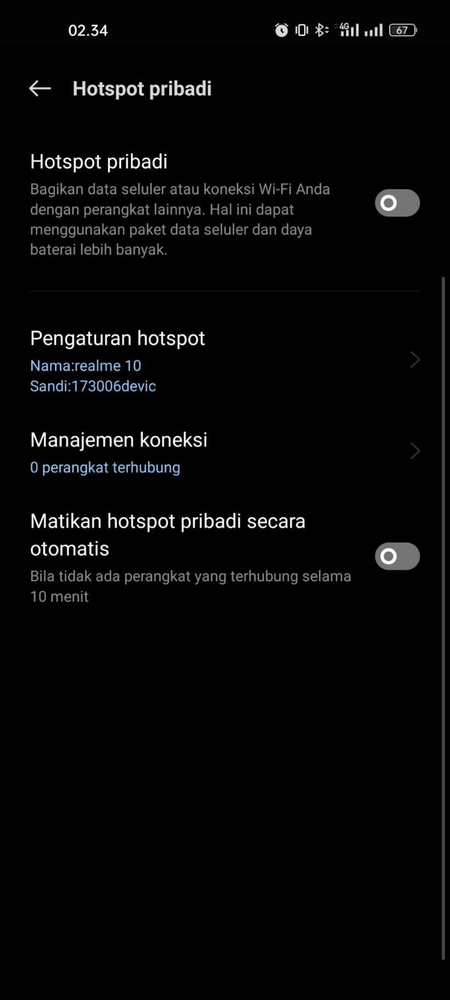 02.34
4G
67
Hotspot pribadi
Hotspot pribadi
Bagikan data seluler atau koneksi Wi-Fi Anda
dengan perangkat lainnya. Hal ini dapat
menggunakan paket data seluler dan daya
baterai lebih banyak.
Pengaturan hotspot
Nama:realme 10
Sandi:173006devic
Manajemen koneksi
0 perangkat terhubung
Matikan hotspot pribadi secara
otomatis
Bila tidak ada perangkat yang terhubung selama
10 menit